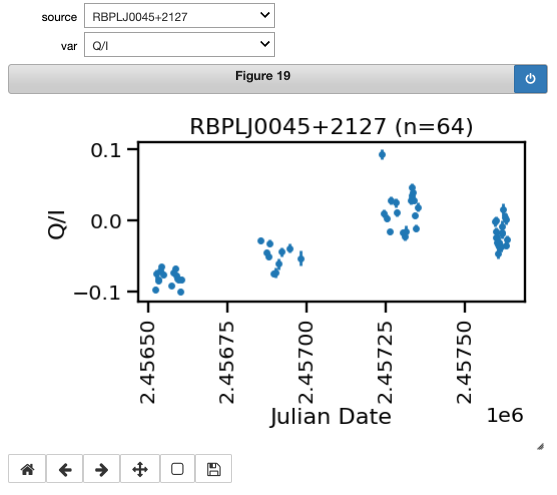 source RBPLJ0045+2127
var Q/I
Figure 19
RBPLJ0045+2127 (n=64)
0.1
0.0
−0.1
Q/I
2.45650 2.45675 2.45700 2.45725 2.45750
Julian Date 1e6